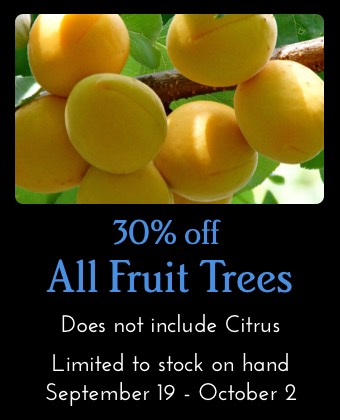 30% off
All Fruit Trees
Does not include Citrus
Limited to stock on hand
September 19 - October 2